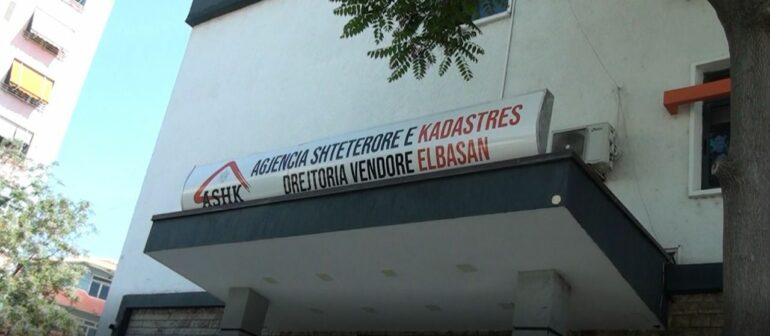 ASHK
AGJENCIA SHTETERORE E KADASTRES
DREJTORIA VENDORE ELBASAN